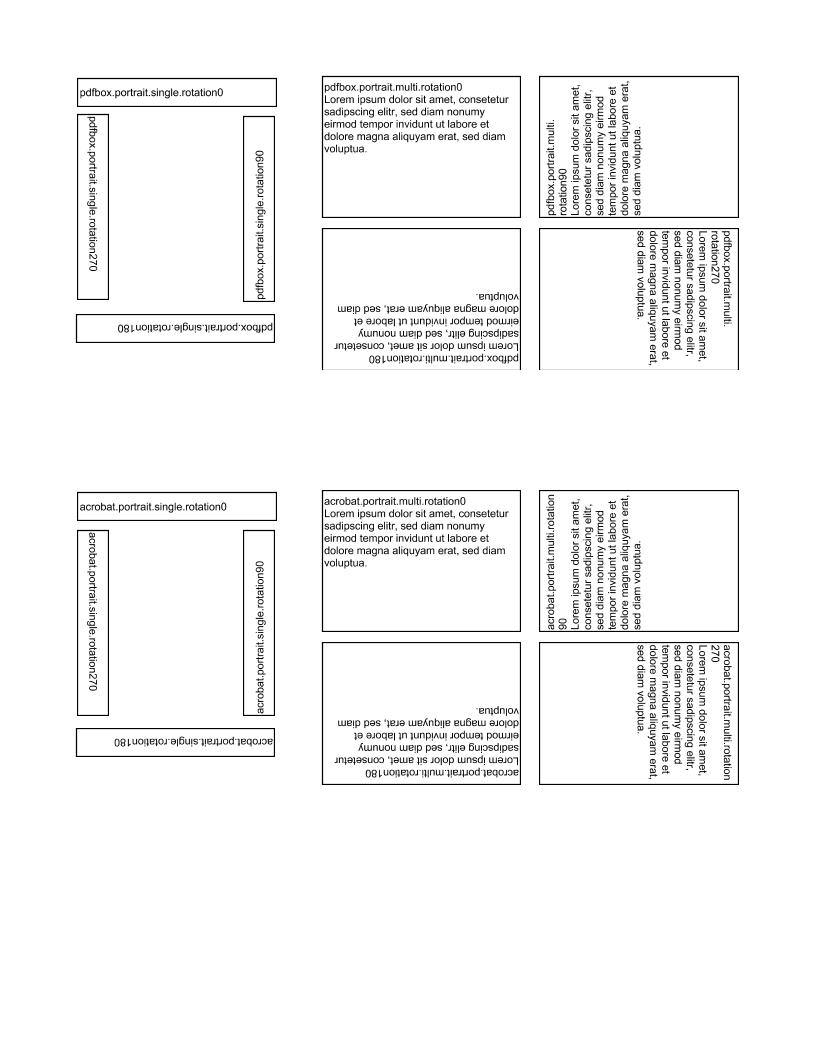 pdfbox.portrait.single.rotation0
pdfbox.portrait.single.rotation270
pdfbox.portrait.single.rotation90
pdfbox.portrait.single.rotation180
pdfbox.portrait.multi.rotation0
Lorem ipsum dolor sit amet, consetetur
sadipscing elitr, sed diam nonumy
eirmod tempor invidunt ut labore et
dolore magna aliquyam erat, sed diam
voluptua.
pdfbox.portrait.multi.
rotation90
Lorem ipsum dolor sit amet,
consetetur sadipscing elitr,
sed diam nonumy eirmod
tempor invidunt ut labore et
dolore magna aliquyam erat,
sed diam voluptua.
pdfbox.portrait.multi.rotation180
Lorem ipsum dolor sit amet, consetetur
sadipscing elitr, sed diam nonumy
eirmod tempor invidunt ut labore et
dolore magna aliquyam erat, sed diam
voluptua.
pdfbox.portrait.multi.
rotation270
Lorem ipsum dolor sit amet,
consetetur sadipscing elitr,
sed diam nonumy eirmod
tempor invidunt ut labore et
dolore magna aliquyam erat,
sed diam voluptua.
acrobat.portrait.single.rotation0
acrobat.portrait.single.rotation270
acrobat.portrait.single.rotation90
acrobat.portrait.single.rotation180
acrobat.portrait.multi.rotation0
Lorem ipsum dolor sit amet, consetetur
sadipscing elitr, sed diam nonumy
eirmod tempor invidunt ut labore et
dolore magna aliquyam erat, sed diam
voluptua.
acrobat.portrait.multi.rotation
90
Lorem ipsum dolor sit amet,
consetetur sadipscing elitr,
sed diam nonumy eirmod
tempor invidunt ut labore et
dolore magna aliquyam erat,
sed diam voluptua.
acrobat.portrait.multi.rotation180
Lorem ipsum dolor sit amet, consetetur
sadipscing elitr, sed diam nonumy
eirmod tempor invidunt ut labore et
dolore magna aliquyam erat, sed diam
voluptua.
acrobat.portrait.multi.rotation
270
Lorem ipsum dolor sit amet,
consetetur sadipscing elitr,
sed diam nonumy eirmod
tempor invidunt ut labore et
dolore magna aliquyam erat,
sed diam voluptua.